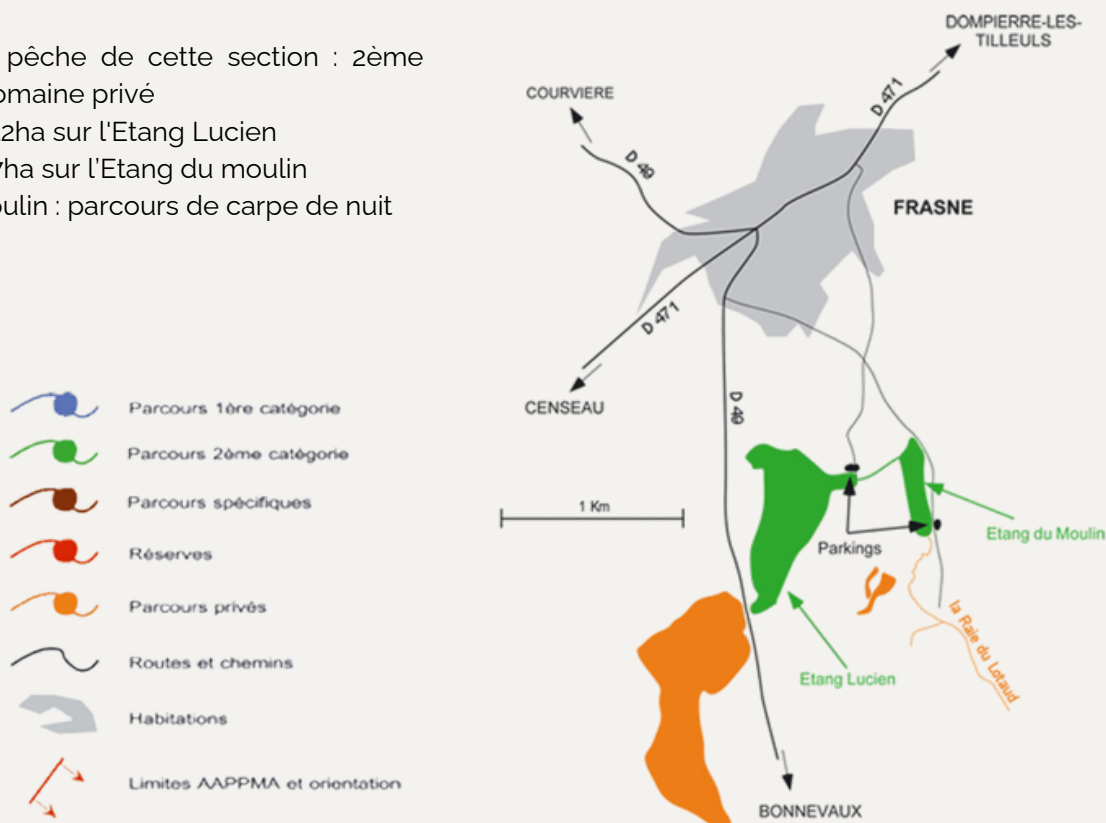 pêche de cette section : 2ème
omaine privé
2ha sur l'Etang Lucien
7ha sur l'Etang du moulin
oulin : parcours de carpe de nuit
DOMPIERRE-LES-
TILLEULS
COURVIERE
D 471
D 49
FRASNE
D 471
CENSEAU
D 49
1 Km
Parkings
Etang du Moulin
la Raie du Lotaud
Etang Lucien
BONNEVAUX
Parcours 1ère catégorie
Parcours 2ème catégorie
Parcours spécifiques
Réserves
Parcours privés
Routes et chemins
Habitations
Limites AAPPMA et orientation